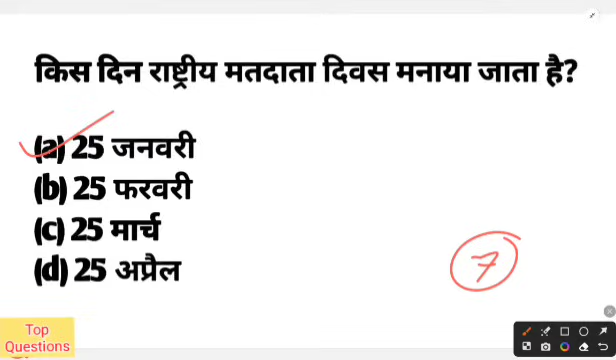 किस दिन राष्ट्रीय मतदाता दिवस मनाया जाता है?
(a) 25 जनवरी
(b) 25 फरवरी
(c) 25 मार्च
(d) 25 अप्रैल
7
Top
Questions